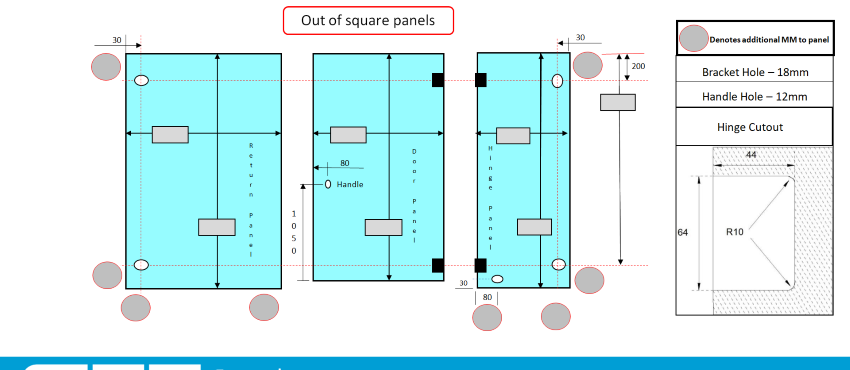 Out of square panels
30
30
200
Denotes additional MM to panel
Bracket Hole – 18mm
Handle Hole – 12mm
Hinge Cutout
Return Panel
80
Handle
1050
Door Panel
Hinge Panel
30
80
44
64
R10